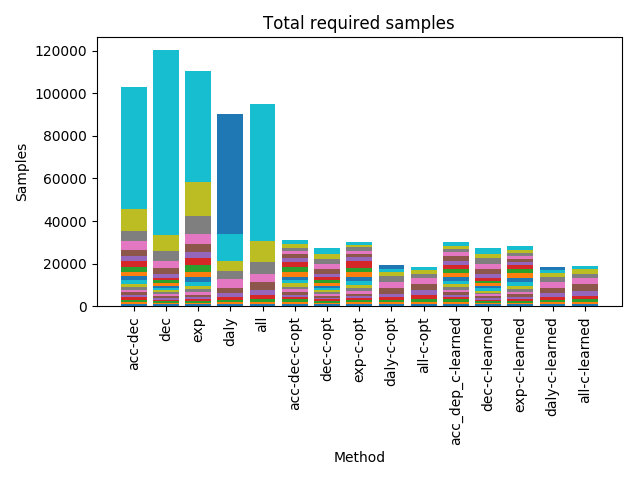 Total required samples
120000
100000
80000
60000
40000
20000
0
Samples
acc-dec
dec
exp
daly
all
acc-dec-c-opt
dec-c-opt
exp-c-opt
daly-c-opt
all-c-opt
acc_dep_c-learned
dec-c-learned
exp-c-learned
daly-c-learned
all-c-learned
Method